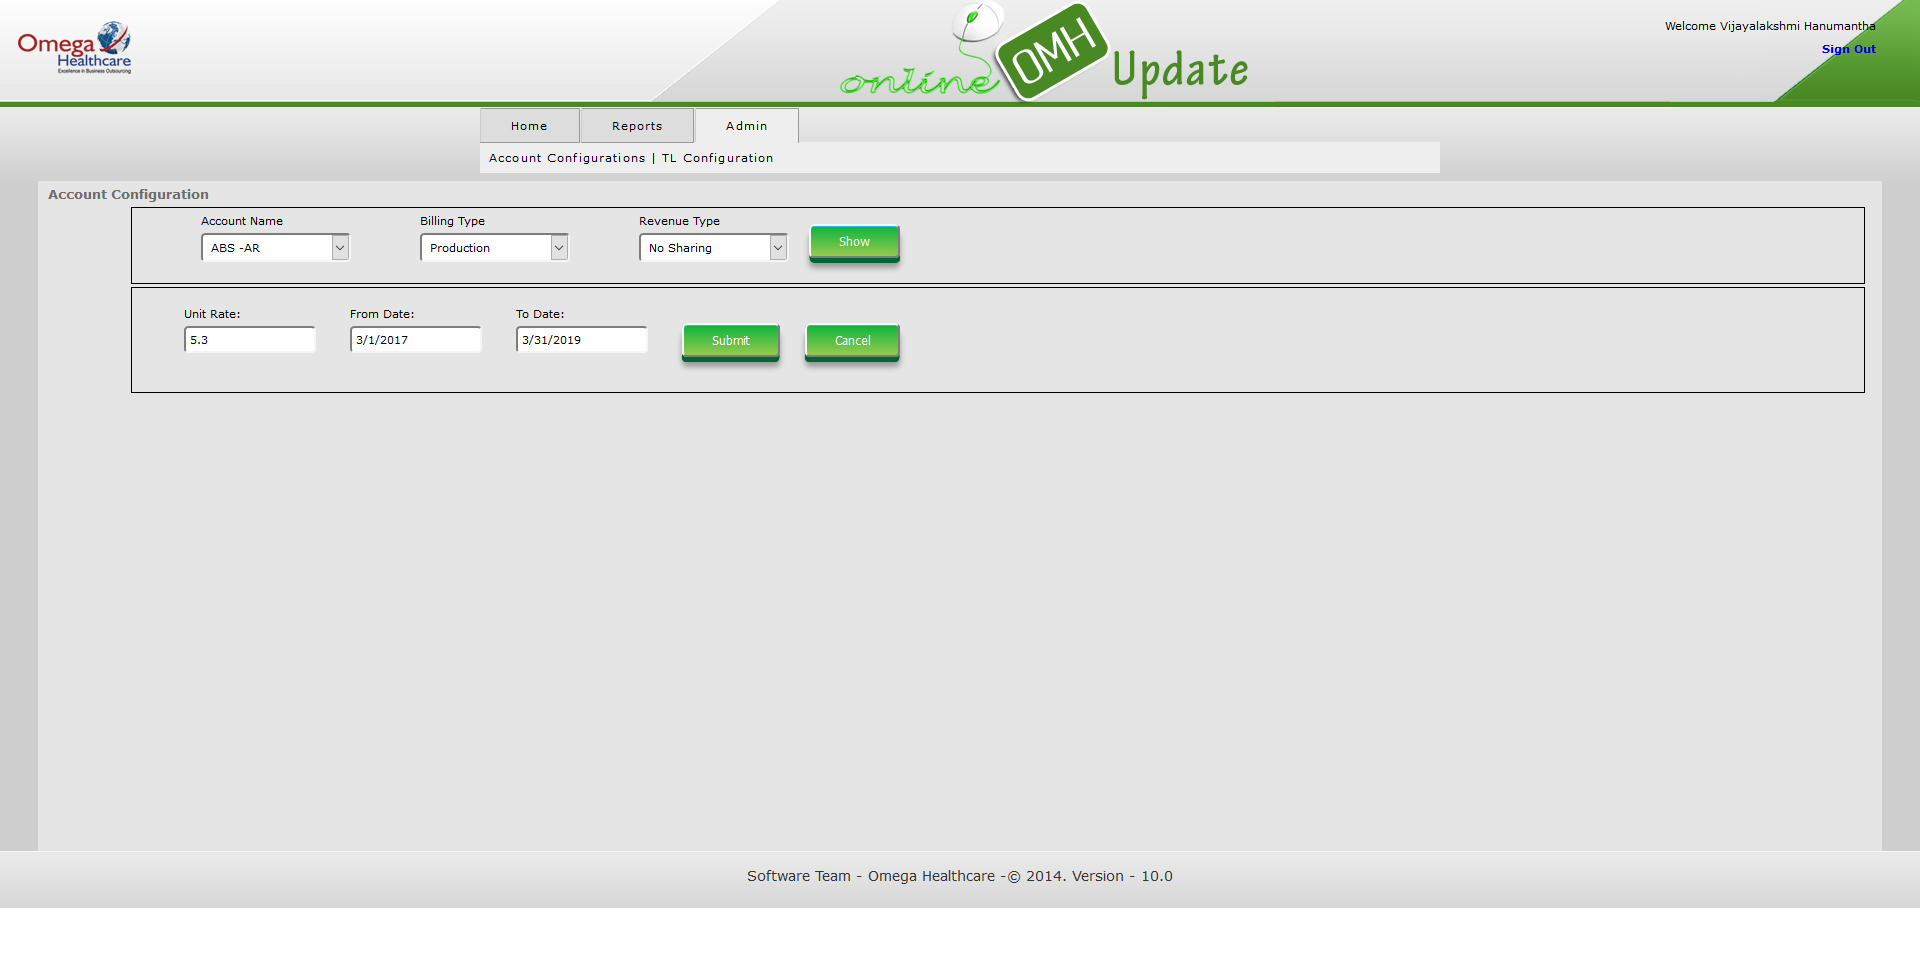 Omega
Healthcare
Excellence in Business Outsourcing
online OMH Update
Welcome Vijayalakshmi Hanumantha
Sign Out
Home Reports Admin
Account Configurations | TL Configuration
Account Configuration
Account Name Billing Type Revenue Type
ABS -AR Production No Sharing Show
Unit Rate: From Date: To Date:
5.3 3/1/2017 3/31/2019 Submit Cancel
Software Team - Omega Healthcare -© 2014. Version - 10.0